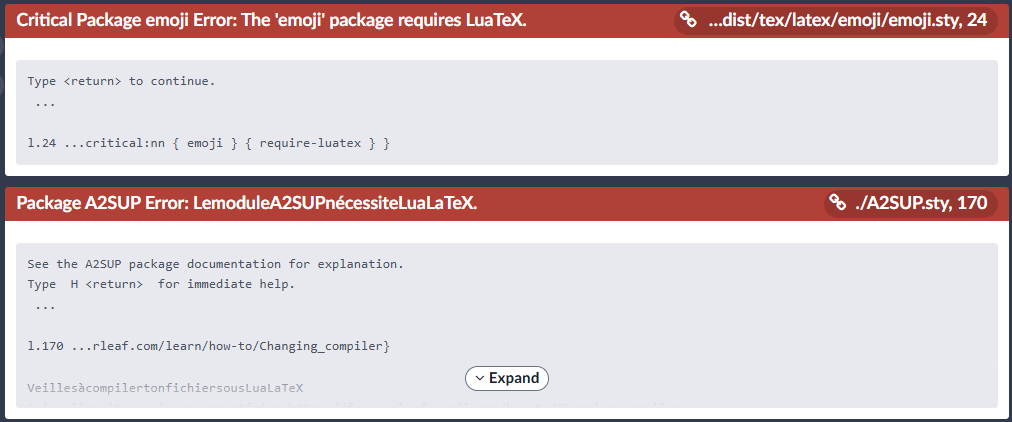 Critical Package emoji Error: The 'emoji' package requires LuaTeX.
...dist/tex/latex/emoji/emoji.sty, 24
Type <return> to continue.
...
l.24 ...critical:nn { emoji } { require-luatex } }
Package A2SUP Error: LemoduleA2SUPnécessiteLuaLaTeX.
./A2SUP.sty, 170
See the A2SUP package documentation for explanation.
Type  H <return>  for immediate help.
...
l.170 ...rleaf.com/learn/how-to/Changing_compiler}
Expand
VeillesàcompilertonfichiersousLuaLaTeX